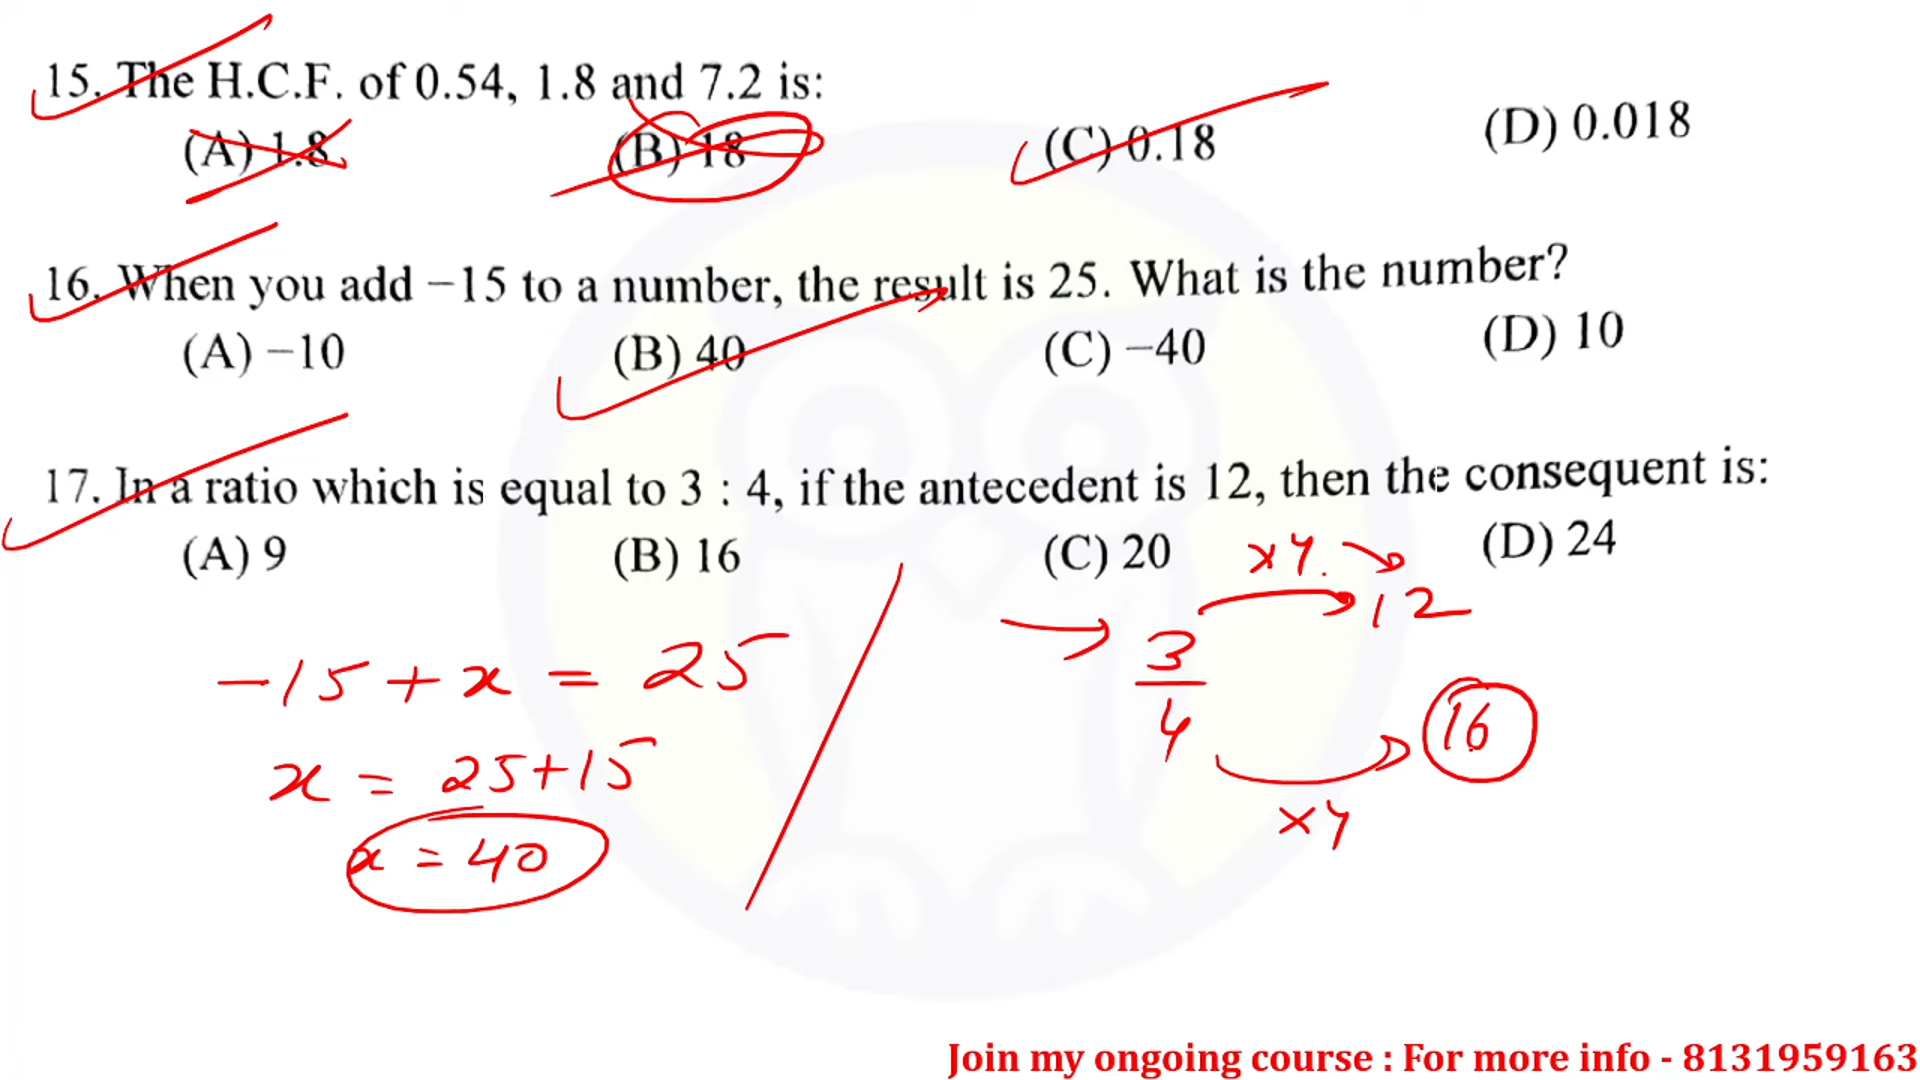 15. The H.C.F. of 0.54, 1.8 and 7.2 is:
(A) 1.8 (B) 18 (C) 0.18 (D) 0.018
16. When you add −15 to a number, the result is 25. What is the number?
(A) −10 (B) 40 (C) −40 (D) 10
17. In a ratio which is equal to 3 : 4, if the antecedent is 12, then the consequent is:
(A) 9 (B) 16 (C) 20 (D) 24
-15 + x = 25
x = 25+15
x = 40
×4
3 12
4 16
×4
Join my ongoing course : For more info - 8131959163